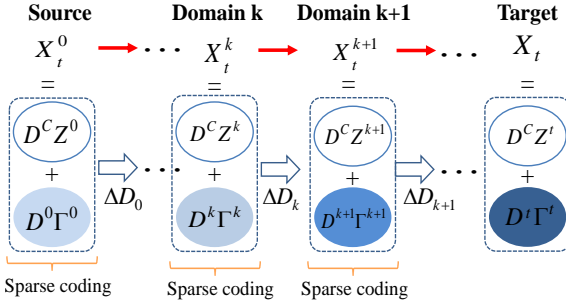 Source Domain k Domain k+1 Target
X_t^0 ... X_t^k X_t^{k+1} ... X_t
= = = =
D^C Z^0 D^C Z^k D^C Z^{k+1} D^C Z^t
+ ... + + ... +
ΔD_0 ΔD_k ΔD_{k+1}
D^0 Γ^0 D^k Γ^k D^{k+1} Γ^{k+1} D^t Γ^t
Sparse coding Sparse coding Sparse coding